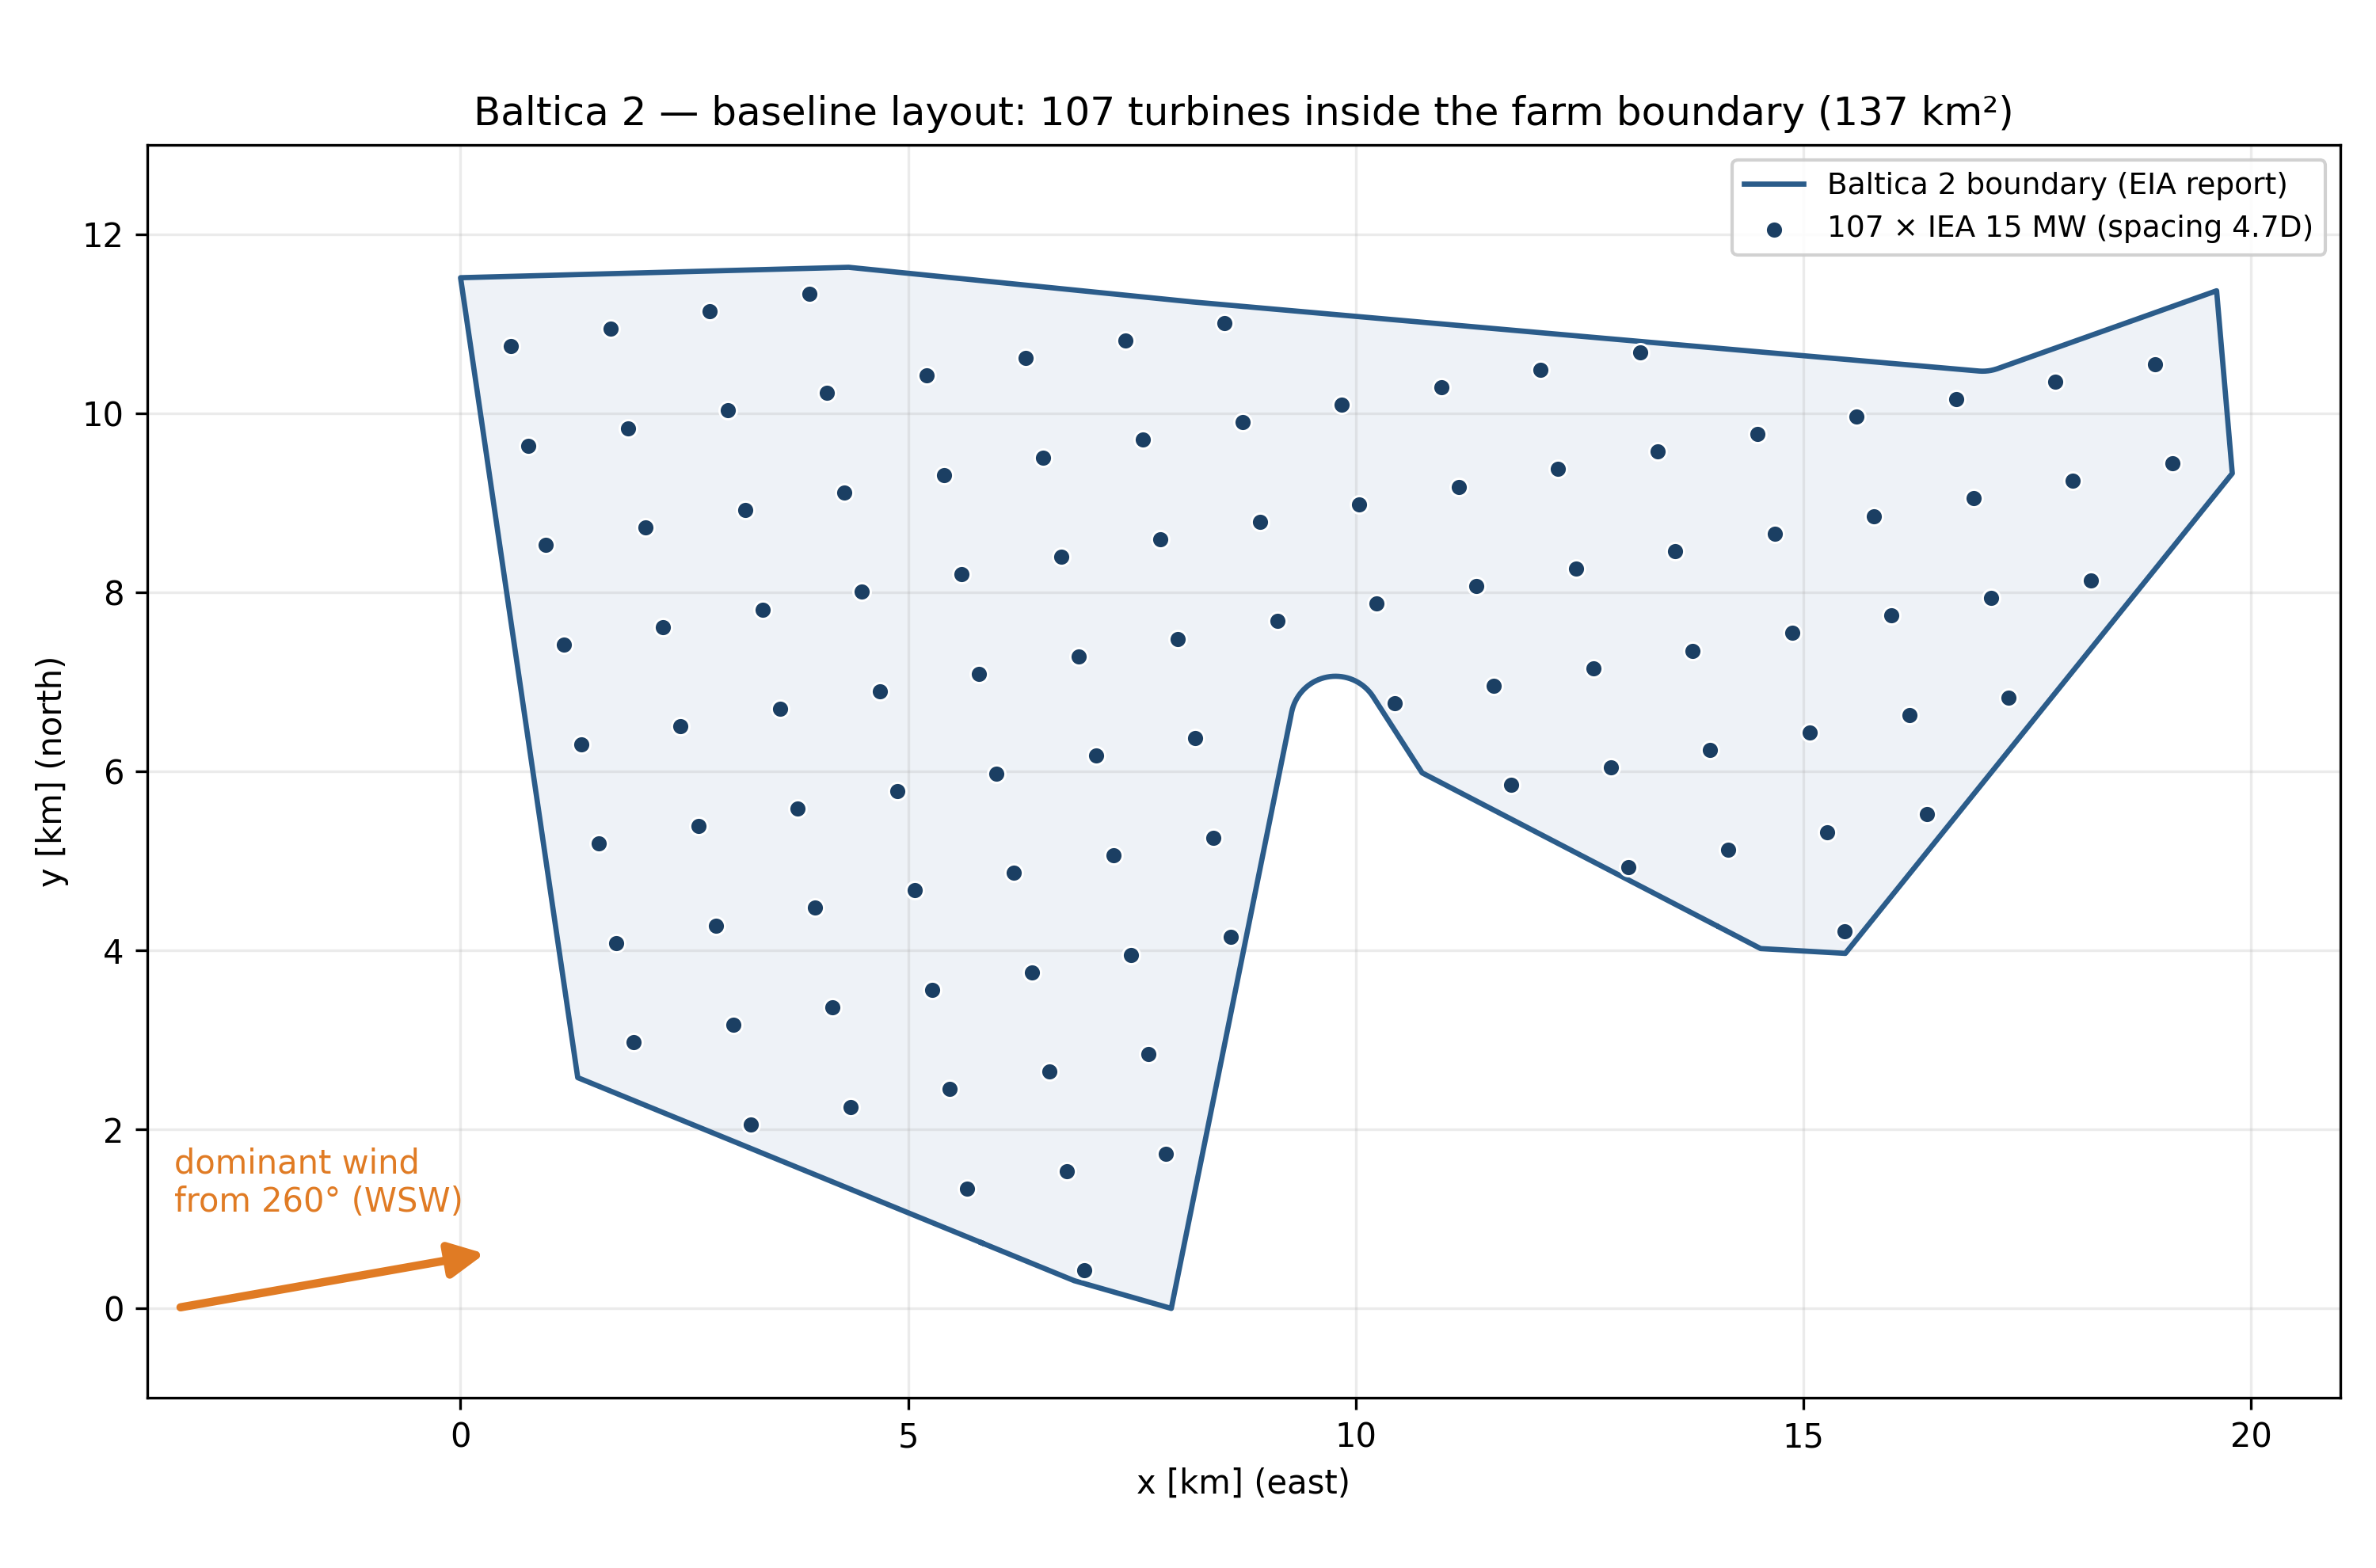 Baltica 2 — baseline layout: 107 turbines inside the farm boundary (137 km²)
Baltica 2 boundary (EIA report)
107 × IEA 15 MW (spacing 4.7D)
12
10
8
6
4
2
0
y [km] (north)
dominant wind
from 260° (WSW)
0
5
10
15
20
x [km] (east)